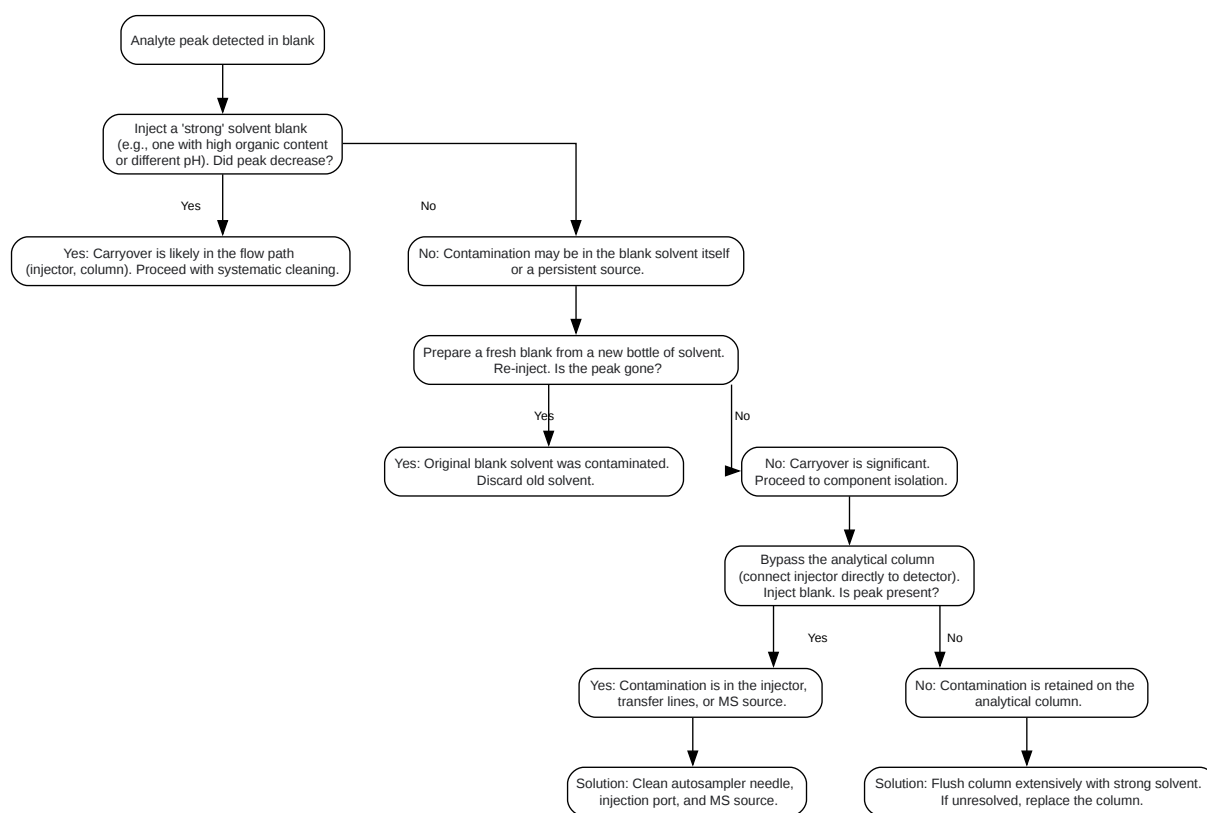 Analyte peak detected in blank
Inject a 'strong' solvent blank
(e.g., one with high organic content
or different pH). Did peak decrease?
Yes
No
Yes: Carryover is likely in the flow path
(injector, column). Proceed with systematic cleaning.
No: Contamination may be in the blank solvent itself
or a persistent source.
Prepare a fresh blank from a new bottle of solvent.
Re-inject. Is the peak gone?
Yes
No
Yes: Original blank solvent was contaminated.
Discard old solvent.
No: Carryover is significant.
Proceed to component isolation.
Bypass the analytical column
(connect injector directly to detector).
Inject blank. Is peak present?
Yes
No
Yes: Contamination is in the injector,
transfer lines, or MS source.
No: Contamination is retained on the
analytical column.
Solution: Clean autosampler needle,
injection port, and MS source.
Solution: Flush column extensively with strong solvent.
If unresolved, replace the column.